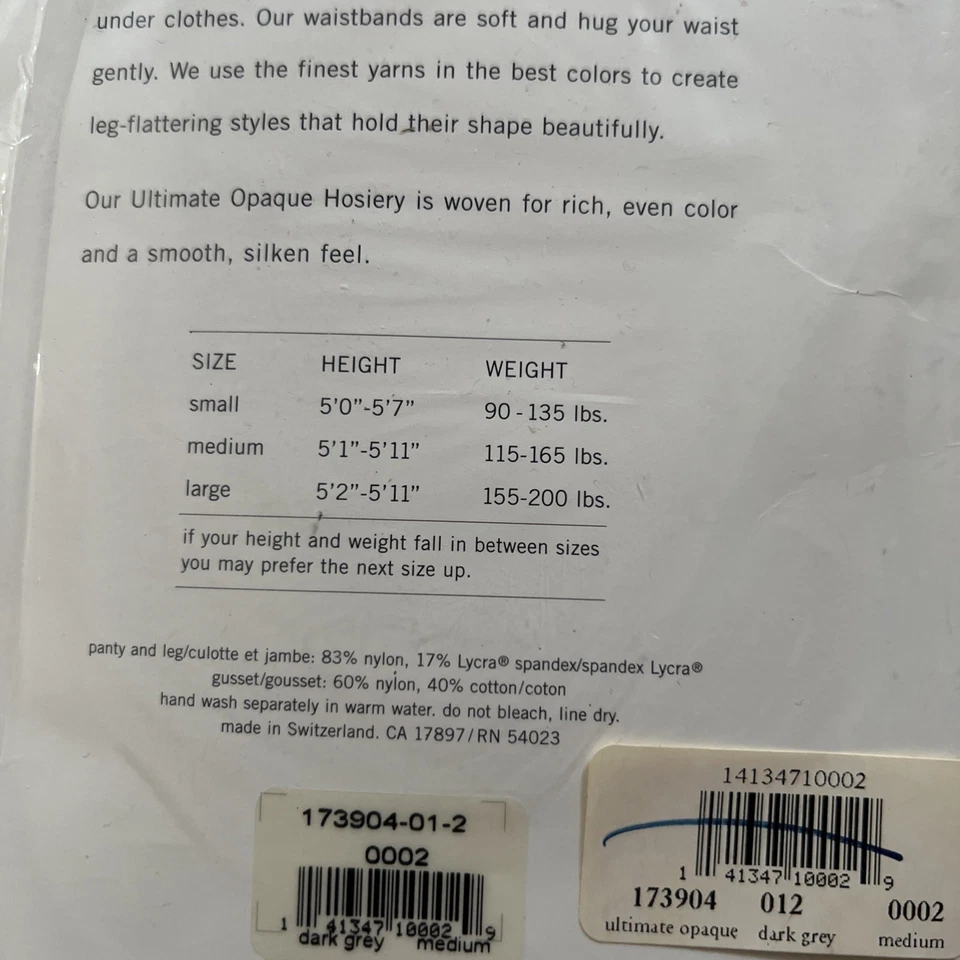 under clothes. Our waistbands are soft and hug your waist
gently. We use the finest yarns in the best colors to create
leg-flattering styles that hold their shape beautifully.
Our Ultimate Opaque Hosiery is woven for rich, even color
and a smooth, silken feel.
SIZE HEIGHT WEIGHT
small 5'0"-5'7" 90-135 lbs.
medium 5'1"-5'11" 115-165 lbs.
large 5'2"-5'11" 155-200 lbs.
if your height and weight fall in between sizes
you may prefer the next size up.
panty and leg/culotte et jambe: 83% nylon, 17% Lycra® spandex/spandex Lycra®
gusset/gousset: 60% nylon, 40% cotton/coton
hand wash separately in warm water. do not bleach, line dry.
made in Switzerland. CA 17897/RN 54023
173904-01-2
0002
1 41347 10002 9
dark grey medium
14134710002
1 41347 10002 9
173904 012 0002
ultimate opaque dark grey medium